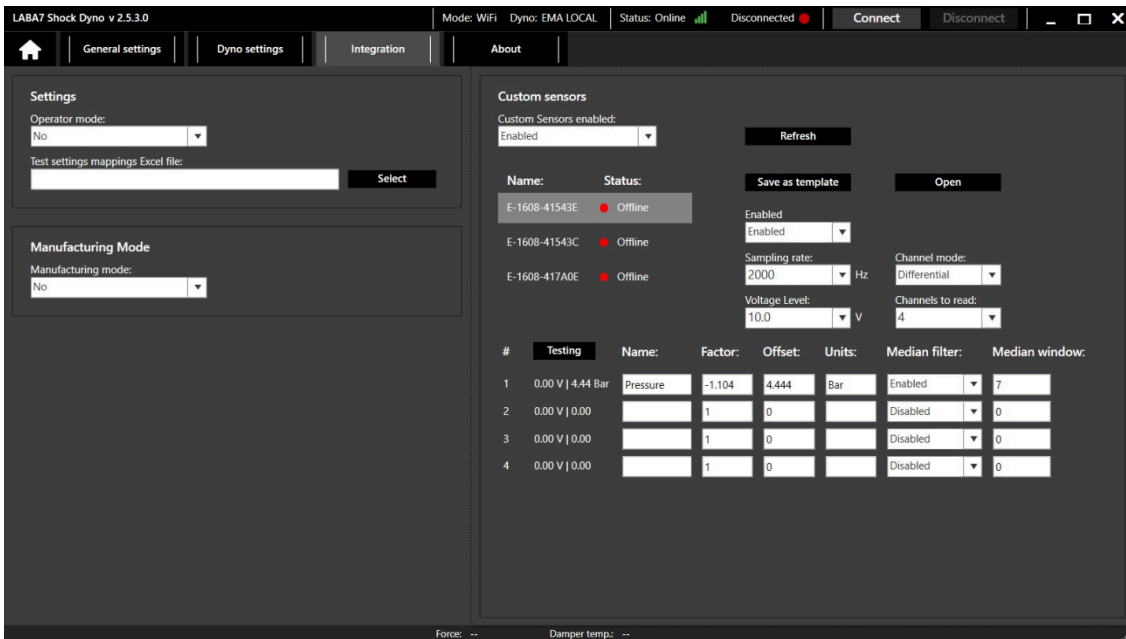 LABA7 Shock Dyno v 2.5.3.0 Mode: WiFi Dyno: EMA LOCAL Status: Online Disconnected Connect Disconnect
General settings Dyno settings Integration About
Settings
Operator mode:
No
Test settings mappings Excel file:
Select
Manufacturing Mode
Manufacturing mode:
No
Custom sensors
Custom Sensors enabled:
Enabled Refresh
Name: Status: Save as template Open
E-1608-41543E Offline
E-1608-41543C Offline
E-1608-417A0E Offline
Enabled
Enabled
Sampling rate: Channel mode:
2000 Hz Differential
Voltage Level: Channels to read:
10.0 V 4
# Testing Name: Factor: Offset: Units: Median filter: Median window:
1 0.00 V | 4.44 Bar Pressure -1.104 4.444 Bar Enabled 7
2 0.00 V | 0.00 1 0 Disabled 0
3 0.00 V | 0.00 1 0 Disabled 0
4 0.00 V | 0.00 1 0 Disabled 0
Force: -- Damper temp.: --